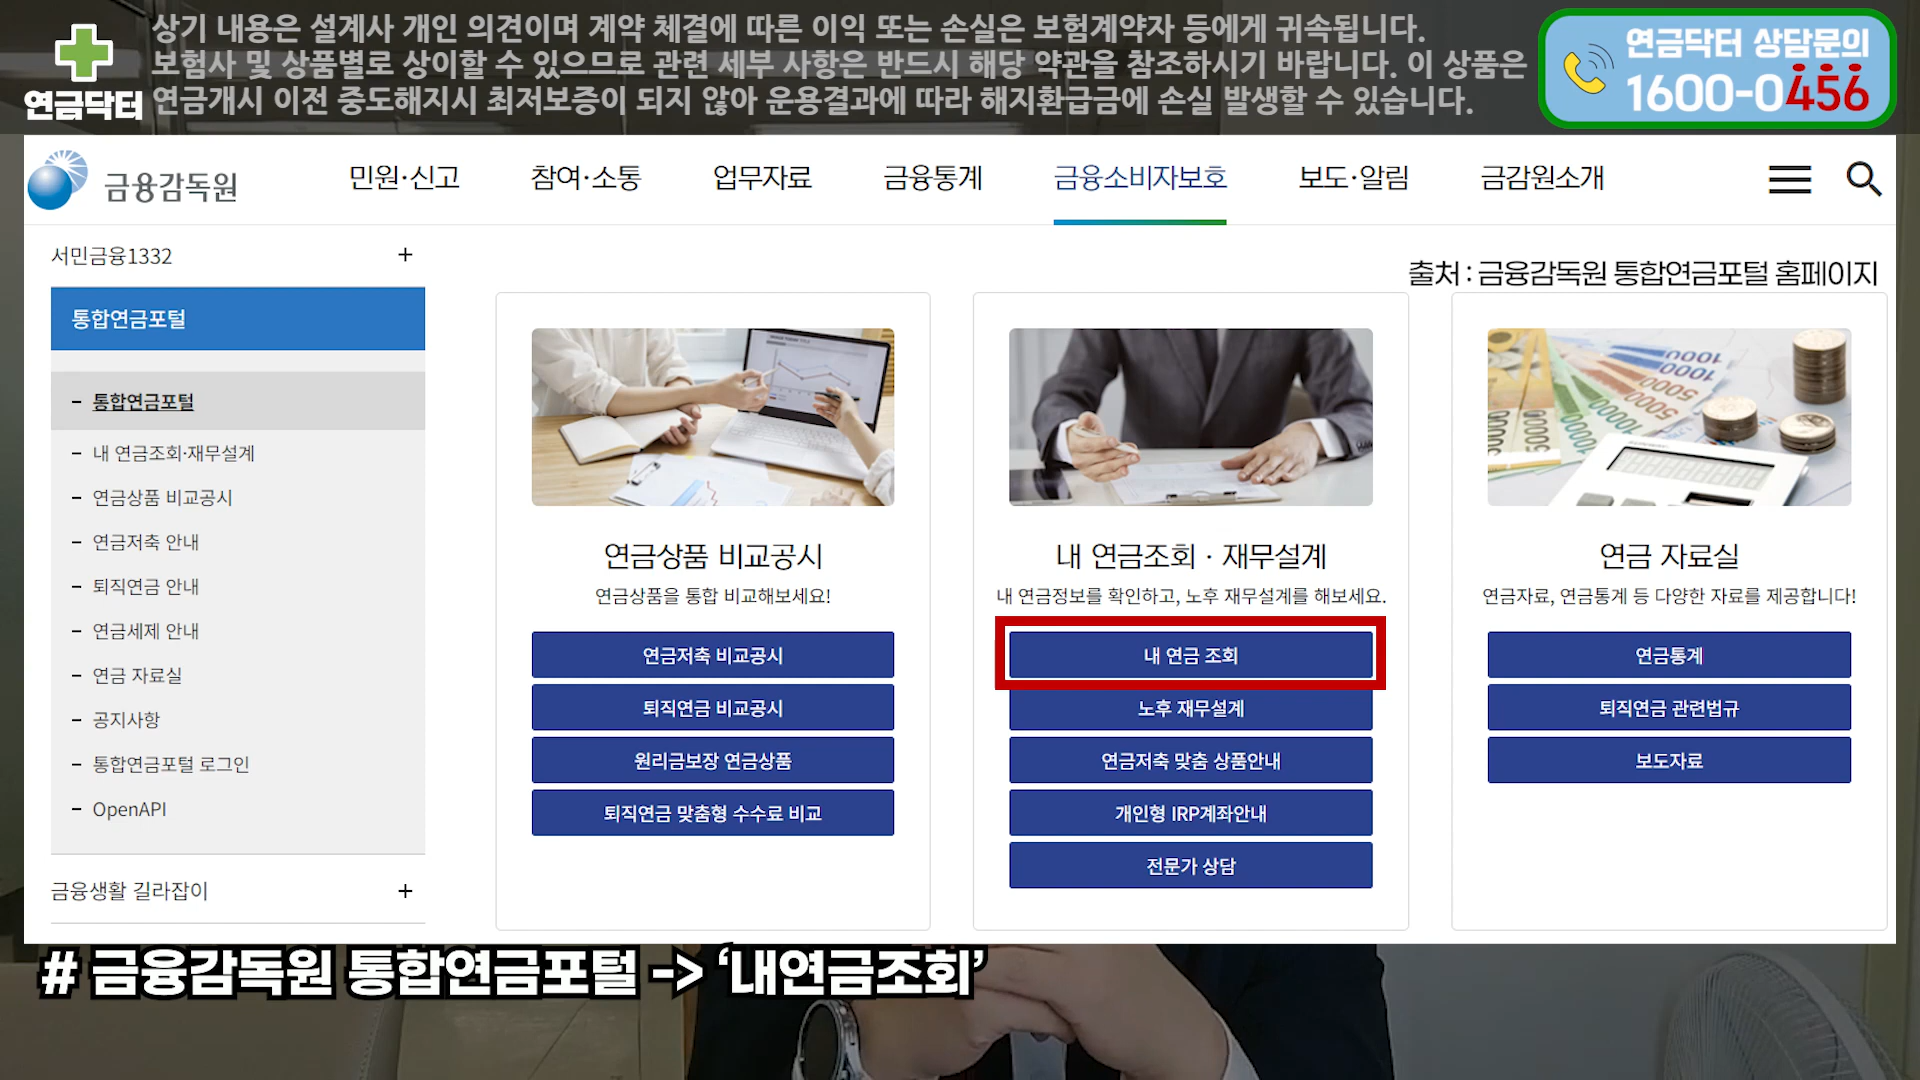 연금닥터
상기 내용은 설계사 개인 의견이며 계약 체결에 따른 이익 또는 손실은 보험계약자 등에게 귀속됩니다.
보험사 및 상품별로 상이할 수 있으므로 관련 세부 사항은 반드시 해당 약관을 참조하시기 바랍니다. 이 상품은
연금개시 이전 중도해지시 최저보증이 되지 않아 운용결과에 따라 해지환급금에 손실 발생할 수 있습니다.
연금닥터 상담문의
1600-0456
금융감독원
민원·신고
참여·소통
업무자료
금융통계
금융소비자보호
보도·알림
금감원소개
출처 : 금융감독원 통합연금포털 홈페이지
서민금융1332 +
통합연금포털
- 통합연금포털
- 내 연금조회·재무설계
- 연금상품 비교공시
- 연금저축 안내
- 퇴직연금 안내
- 연금세제 안내
- 연금 자료실
- 공지사항
- 통합연금포털 로그인
- OpenAPI
금융생활 길라잡이 +
연금상품 비교공시
연금상품을 통합 비교해보세요!
연금저축 비교공시
퇴직연금 비교공시
원리금보장 연금상품
퇴직연금 맞춤형 수수료 비교
내 연금조회 · 재무설계
내 연금정보를 확인하고, 노후 재무설계를 해보세요.
내 연금 조회
노후 재무설계
연금저축 맞춤 상품안내
개인형 IRP계좌안내
전문가 상담
연금 자료실
연금자료, 연금통계 등 다양한 자료를 제공합니다!
연금통계
퇴직연금 관련법규
보도자료
# 금융감독원 통합연금포털 -> ‘내연금조회’